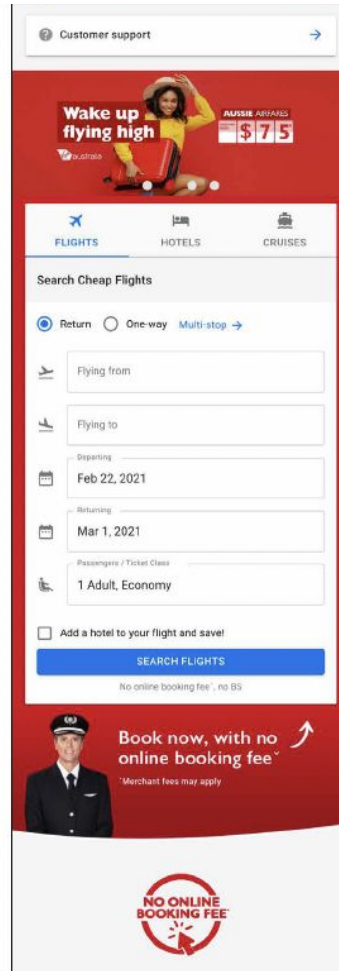 Customer support
Wake up
flying high
australia
AUSSIE AIRFARES
$75
FLIGHTS
HOTELS
CRUISES
Search Cheap Flights
Return
One-way
Multi-stop
Flying from
Flying to
Departing
Feb 22, 2021
Returning
Mar 1, 2021
Passengers / Ticket Class
1 Adult, Economy
Add a hotel to your flight and save!
SEARCH FLIGHTS
No online booking fee˅, no BS
Book now, with no
online booking fee˅
˅Merchant fees may apply
NO ONLINE
BOOKING FEE˅